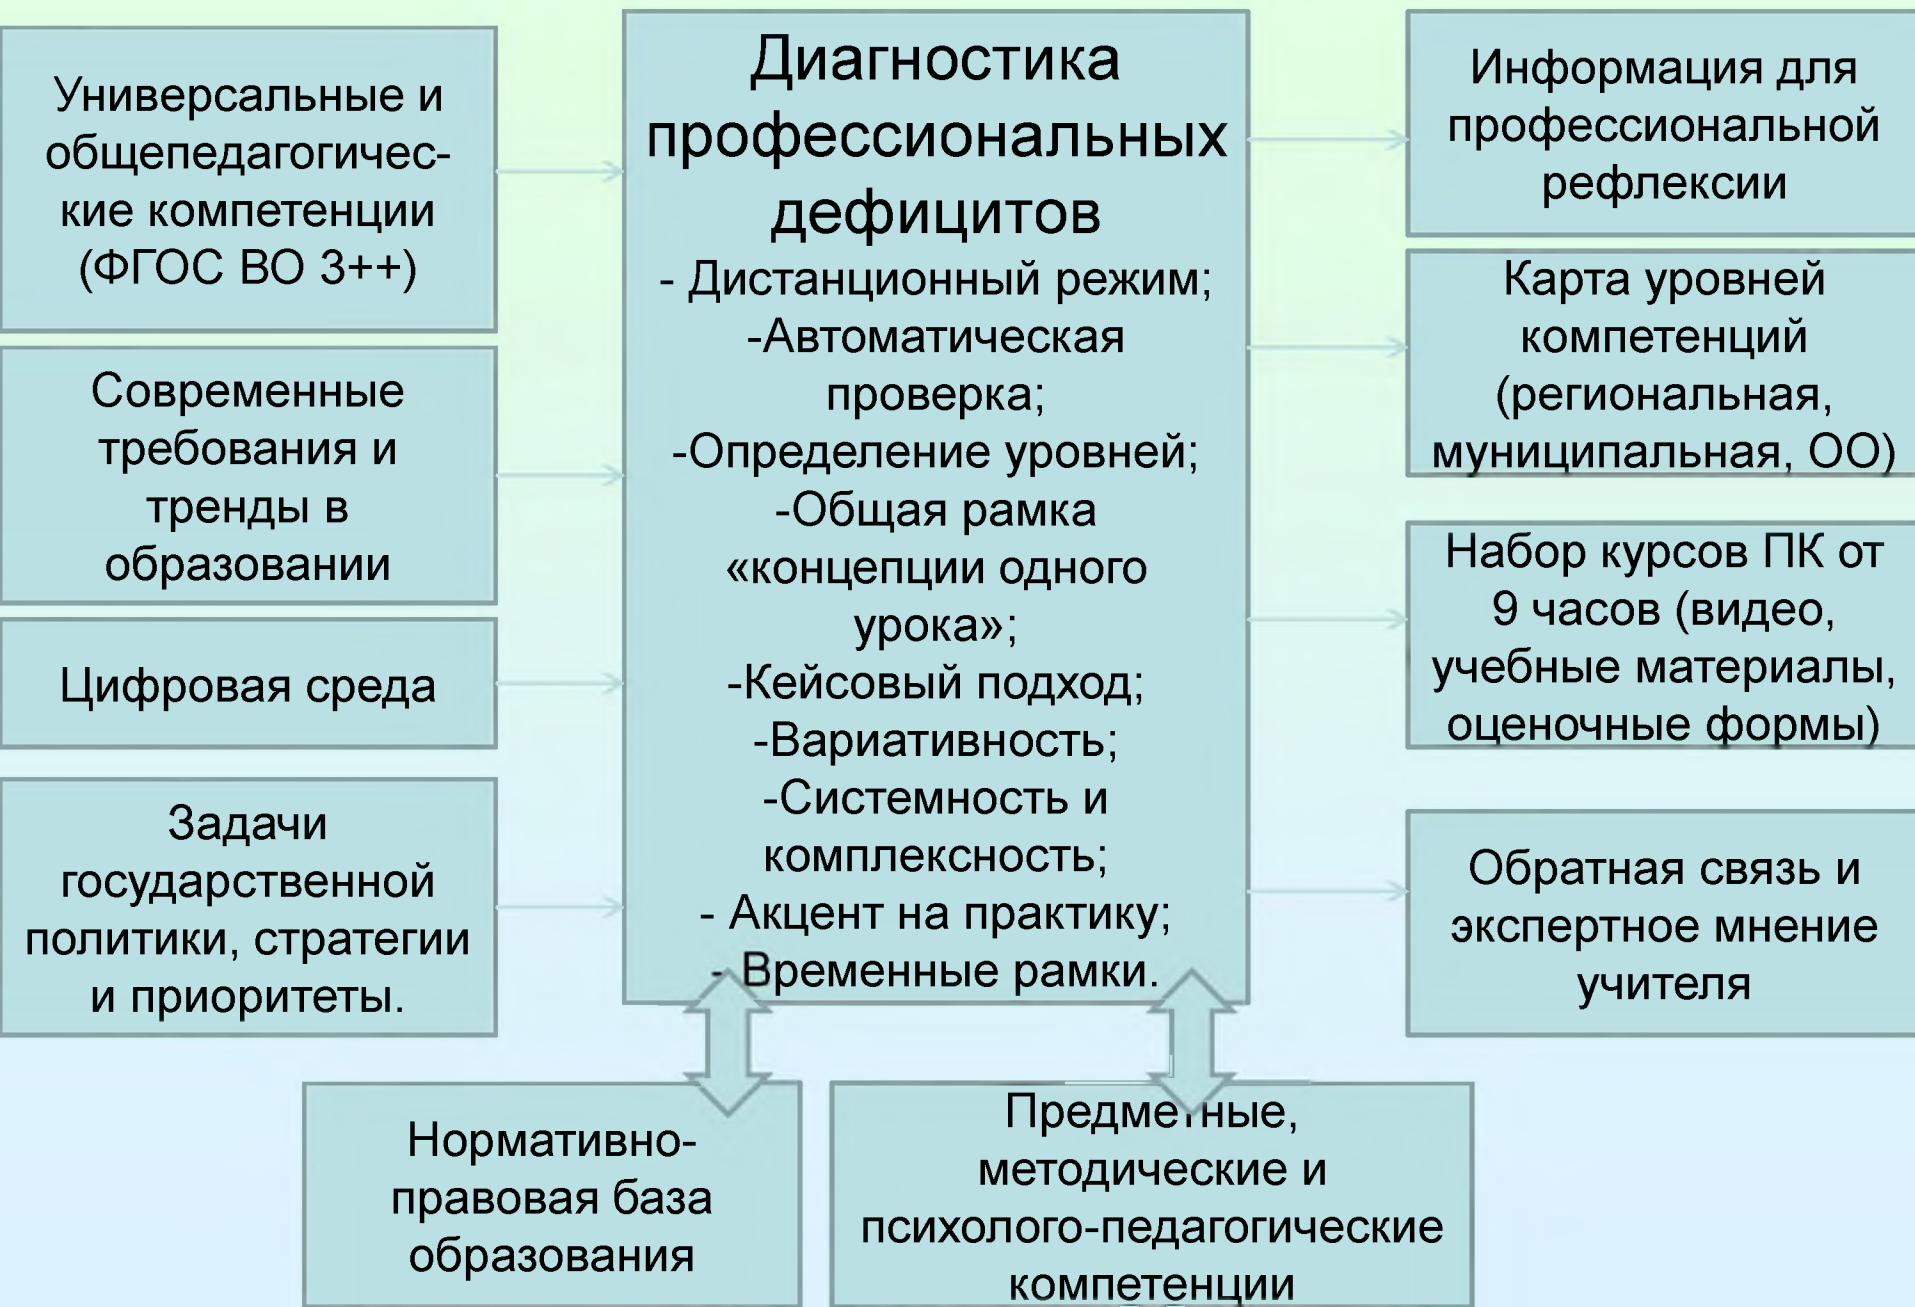 Универсальные и
общепедагогичес-
кие компетенции
(ФГОС ВО 3++)
Современные
требования и
тренды в
образовании
Цифровая среда
Задачи
государственной
политики, стратегии
и приоритеты.
Диагностика
профессиональных
дефицитов
- Дистанционный режим;
-Автоматическая
проверка;
-Определение уровней;
-Общая рамка
«концепции одного
урока»;
-Кейсовый подход;
-Вариативность;
-Системность и
комплексность;
- Акцент на практику;
- Временные рамки.
Информация для
профессиональной
рефлексии
Карта уровней
компетенций
(региональная,
муниципальная, ОО)
Набор курсов ПК от
9 часов (видео,
учебные материалы,
оценочные формы)
Обратная связь и
экспертное мнение
учителя
Нормативно-
правовая база
образования
Предметные,
методические и
психолого-педагогические
компетенции